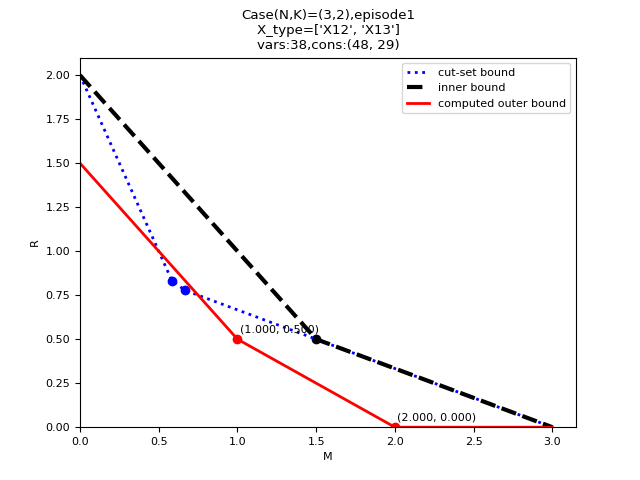 Case(N,K)=(3,2),episode1
X_type=['X12', 'X13']
vars:38,cons:(48, 29)
cut-set bound
inner bound
computed outer bound
2.00
1.75
1.50
1.25
1.00
0.75
0.50
0.25
0.00
R
(1.000, 0.500)
(2.000, 0.000)
0.0
0.5
1.0
1.5
2.0
2.5
3.0
M